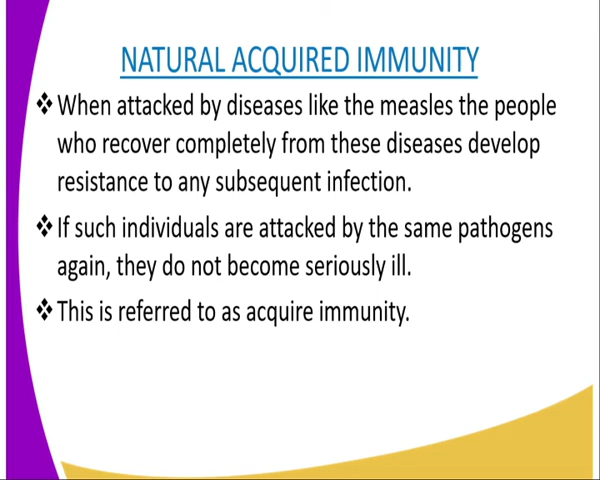 NATURAL ACQUIRED IMMUNITY
❖When attacked by diseases like the measles the people
who recover completely from these diseases develop
resistance to any subsequent infection.
❖If such individuals are attacked by the same pathogens
again, they do not become seriously ill.
❖This is referred to as acquire immunity.